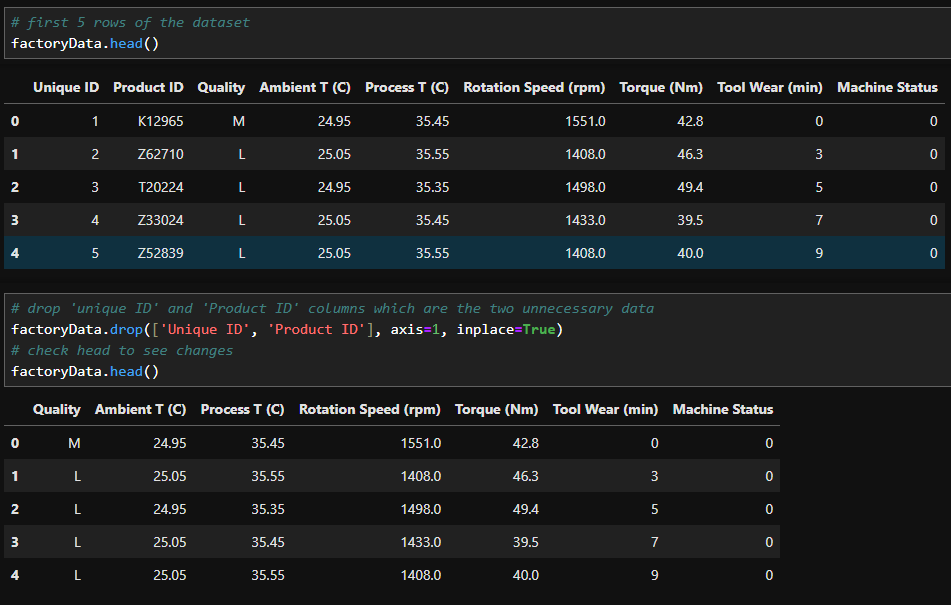 # first 5 rows of the dataset
factoryData.head()
Unique ID Product ID Quality Ambient T (C) Process T (C) Rotation Speed (rpm) Torque (Nm) Tool Wear (min) Machine Status
0 1 K12965 M 24.95 35.45 1551.0 42.8 0 0
1 2 Z62710 L 25.05 35.55 1408.0 46.3 3 0
2 3 T20224 L 24.95 35.35 1498.0 49.4 5 0
3 4 Z33024 L 25.05 35.45 1433.0 39.5 7 0
4 5 Z52839 L 25.05 35.55 1408.0 40.0 9 0
# drop 'unique ID' and 'Product ID' columns which are the two unnecessary data
factoryData.drop(['Unique ID', 'Product ID'], axis=1, inplace=True)
# check head to see changes
factoryData.head()
Quality Ambient T (C) Process T (C) Rotation Speed (rpm) Torque (Nm) Tool Wear (min) Machine Status
0 M 24.95 35.45 1551.0 42.8 0 0
1 L 25.05 35.55 1408.0 46.3 3 0
2 L 24.95 35.35 1498.0 49.4 5 0
3 L 25.05 35.45 1433.0 39.5 7 0
4 L 25.05 35.55 1408.0 40.0 9 0